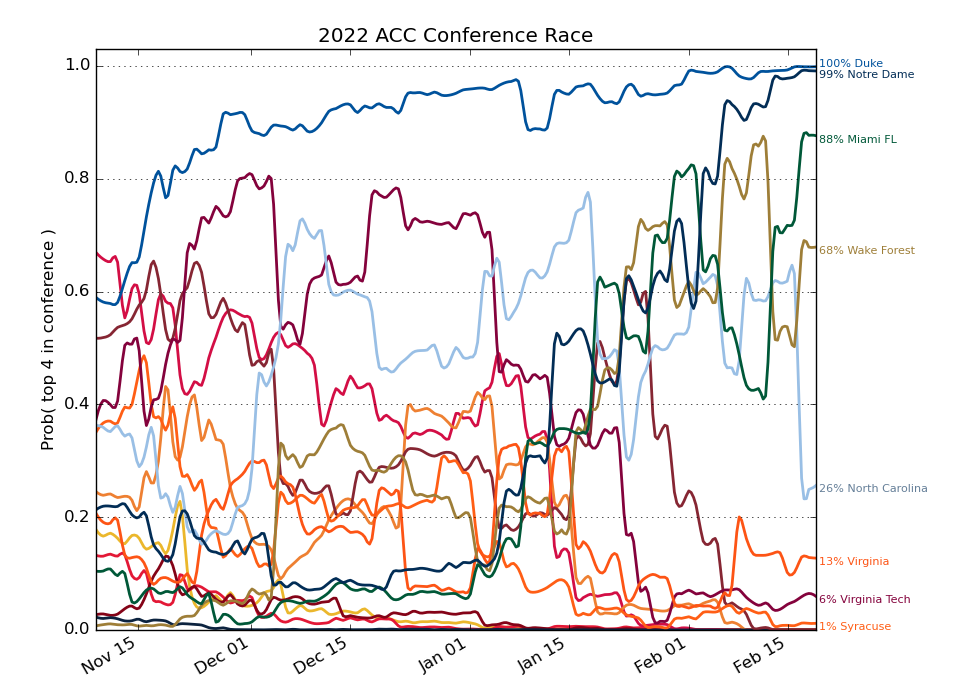 2022 ACC Conference Race
Prob( top 4 in conference )
1.0
0.8
0.6
0.4
0.2
0.0
Nov 15
Dec 01
Dec 15
Jan 01
Jan 15
Feb 01
Feb 15
100% Duke
99% Notre Dame
88% Miami FL
68% Wake Forest
26% North Carolina
13% Virginia
6% Virginia Tech
1% Syracuse